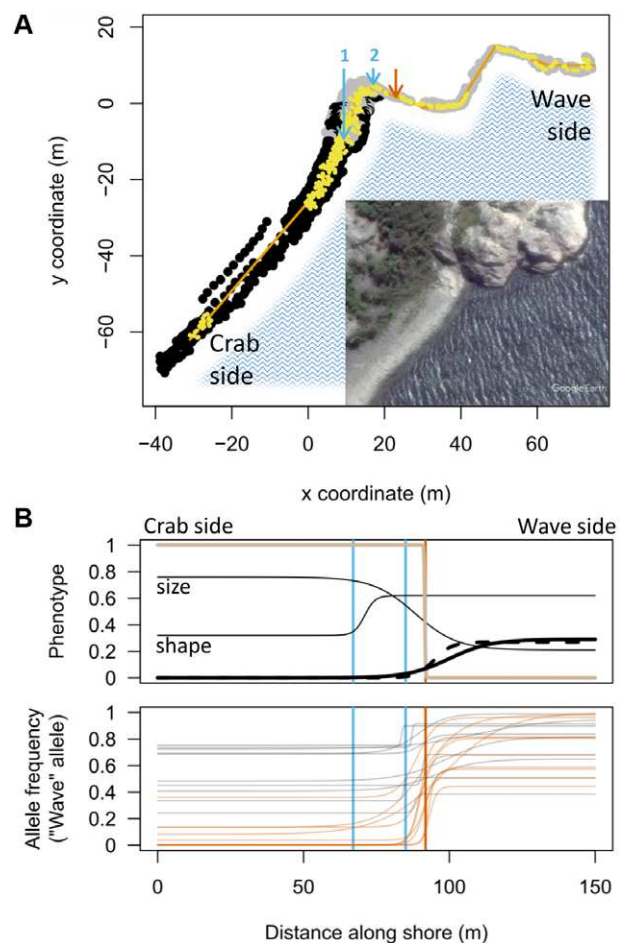 A
20
0
−20
−40
−60
y coordinate (m)
1
2
Wave
side
Crab
side
GoogleEarth
−40
−20
0
20
40
60
x coordinate (m)
B
Crab side
Wave side
1
0.8
0.6
0.4
0.2
0
Phenotype
size
shape
1
0.8
0.6
0.4
0.2
0
Allele frequency
("Wave" allele)
0
50
100
150
Distance along shore (m)